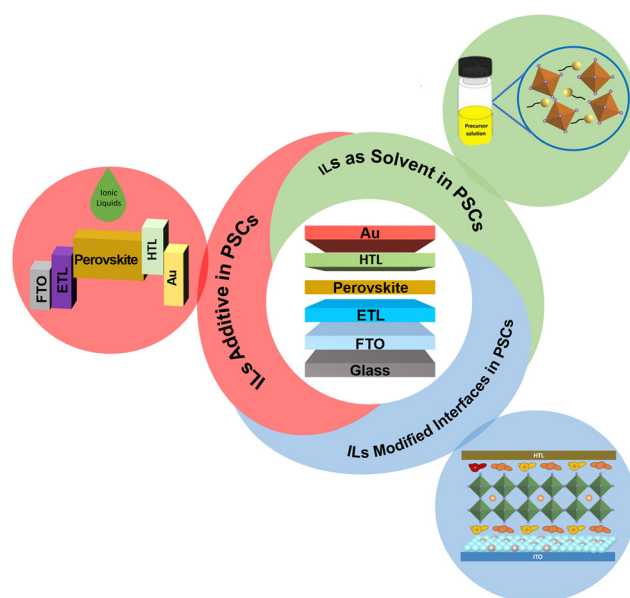 Precursor
solution
ILs as Solvent in PSCs
Ionic
Liquids
FTO
ETL
Perovskite
HTL
Au
ILs Additive in PSCs
Au
HTL
Perovskite
ETL
FTO
Glass
ILs Modified Interfaces in PSCs
HTL
ITO